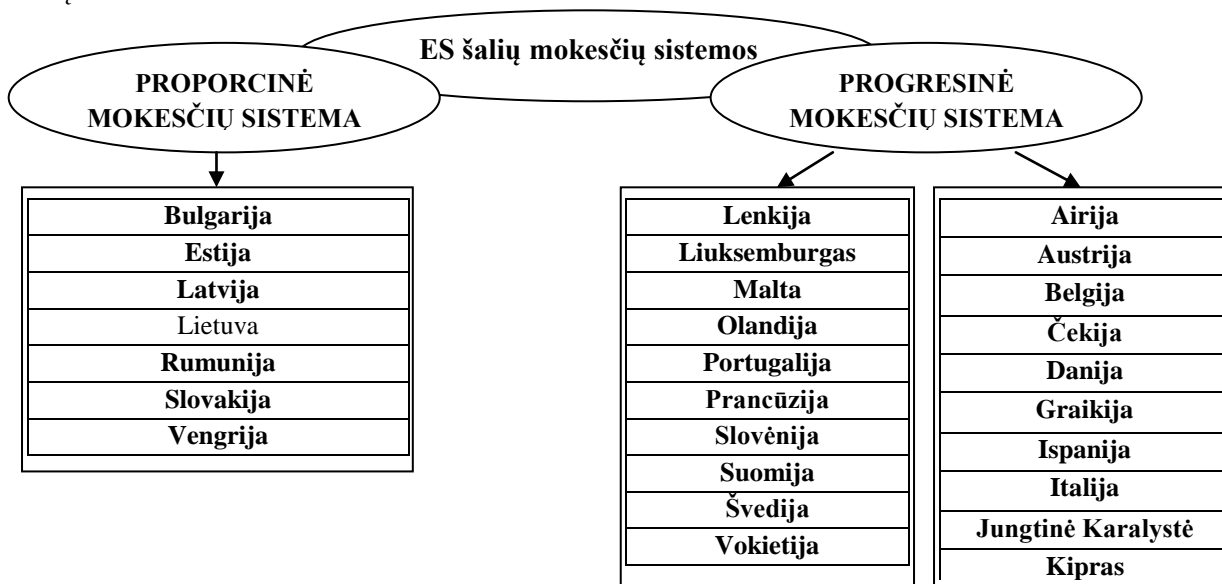 ES šalių mokesčių sistemos
PROPORCINĖ
MOKESČIŲ SISTEMA
PROGRESINĖ
MOKESČIŲ SISTEMA
Bulgarija
Estija
Latvija
Lietuva
Rumunija
Slovakija
Vengrija
Lenkija
Liuksemburgas
Malta
Olandija
Portugalija
Prancūzija
Slovėnija
Suomija
Švedija
Vokietija
Airija
Austrija
Belgija
Čekija
Danija
Graikija
Ispanija
Italija
Jungtinė Karalystė
Kipras